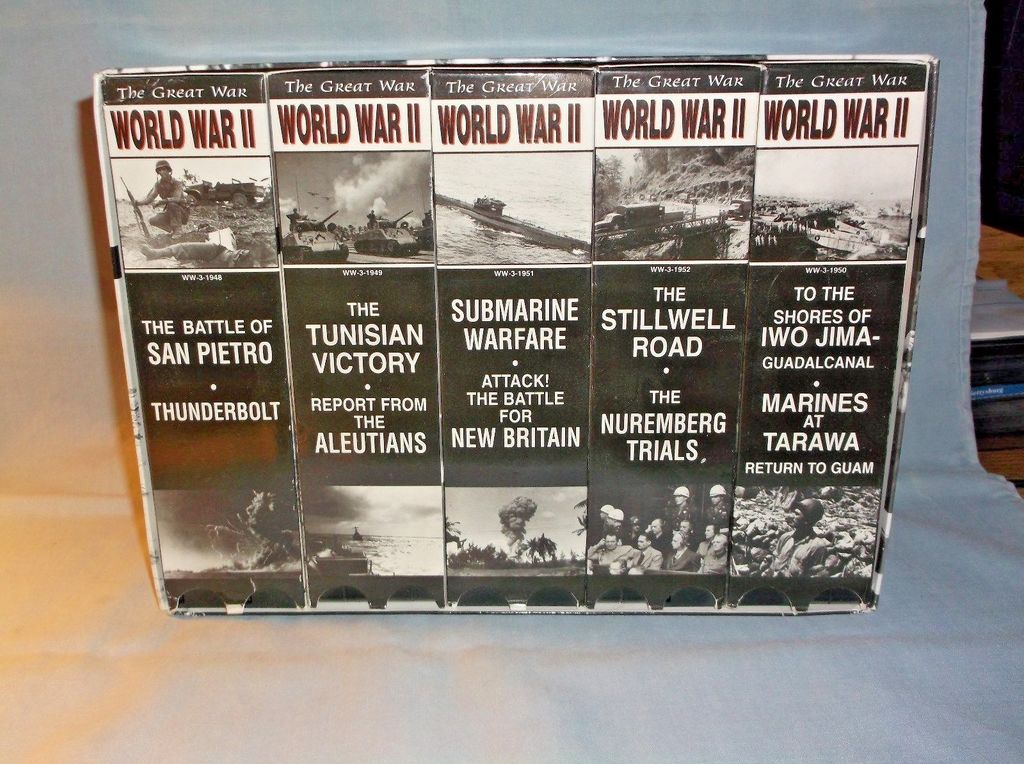 The Great War
WORLD WAR II
WW-3-1948
THE BATTLE OF
SAN PIETRO
•
THUNDERBOLT
The Great War
WORLD WAR II
WW-3-1949
THE
TUNISIAN
VICTORY
•
REPORT FROM
THE
ALEUTIANS
The Great War
WORLD WAR II
WW-3-1951
SUBMARINE
WARFARE
•
ATTACK!
THE BATTLE
FOR
NEW BRITAIN
The Great War
WORLD WAR II
WW-3-1952
THE
STILLWELL
ROAD
•
THE
NUREMBERG
TRIALS
The Great War
WORLD WAR II
WW-3-1950
TO THE
SHORES OF
IWO JIMA-
GUADALCANAL
•
MARINES
AT
TARAWA
RETURN TO GUAM